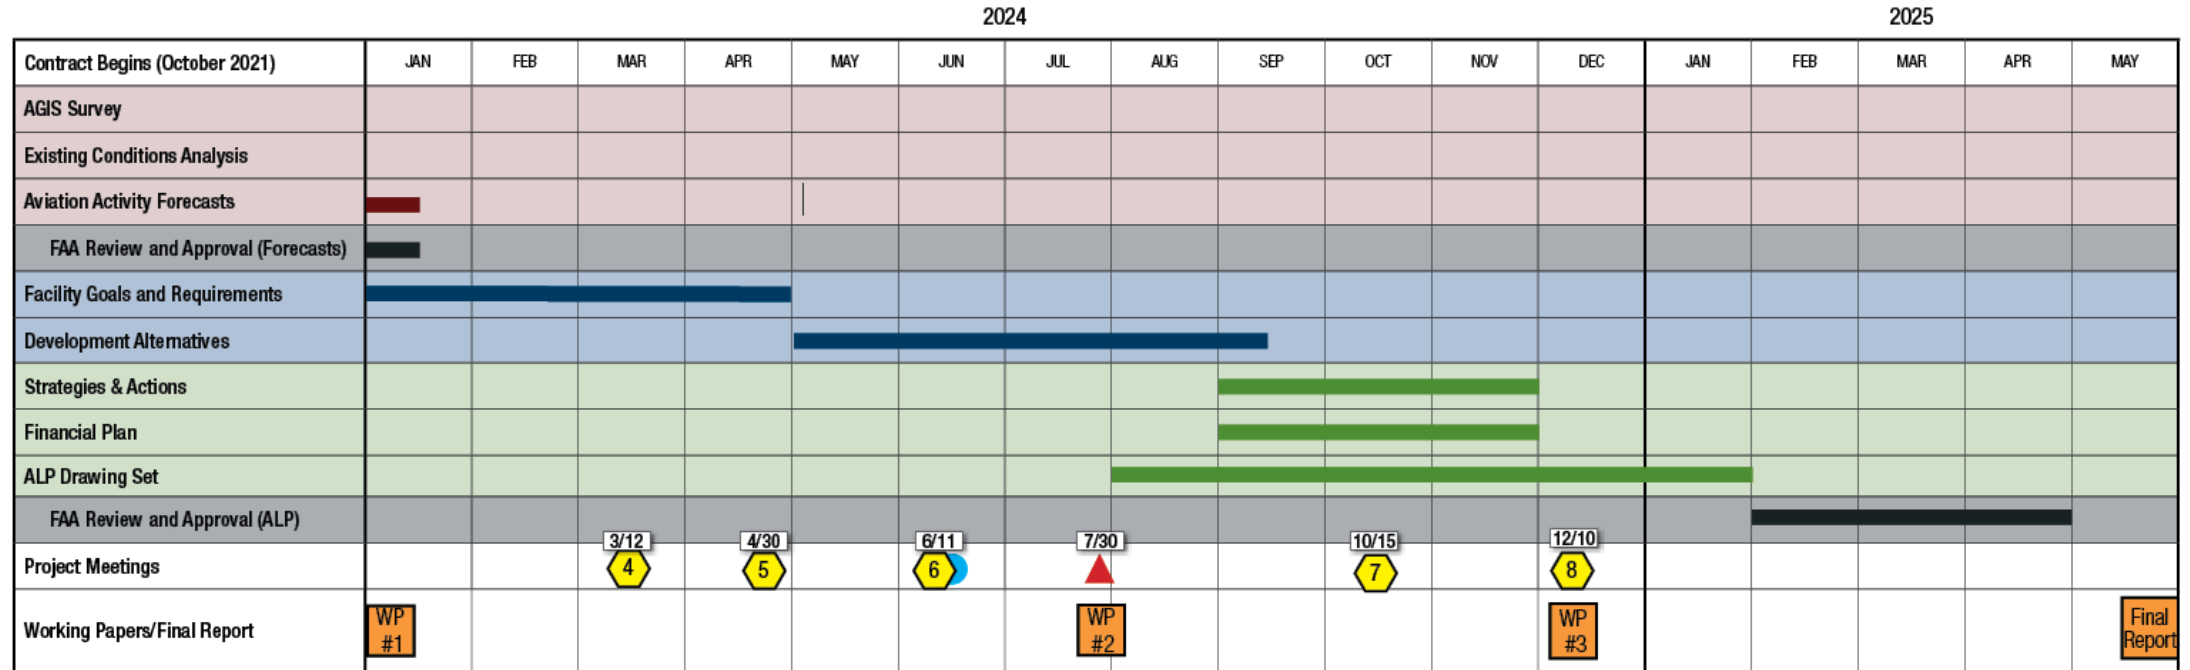 2024 2025
Contract Begins (October 2021) JAN FEB MAR APR MAY JUN JUL AUG SEP OCT NOV DEC JAN FEB MAR APR MAY
AGIS Survey
Existing Conditions Analysis
Aviation Activity Forecasts
FAA Review and Approval (Forecasts)
Facility Goals and Requirements
Development Alternatives
Strategies & Actions
Financial Plan
ALP Drawing Set
FAA Review and Approval (ALP)
3/12 4/30 6/11 7/30 10/15 12/10
Project Meetings 4 5 6 7 8
Working Papers/Final Report
WP
#1
WP
#2
WP
#3
Final
Report